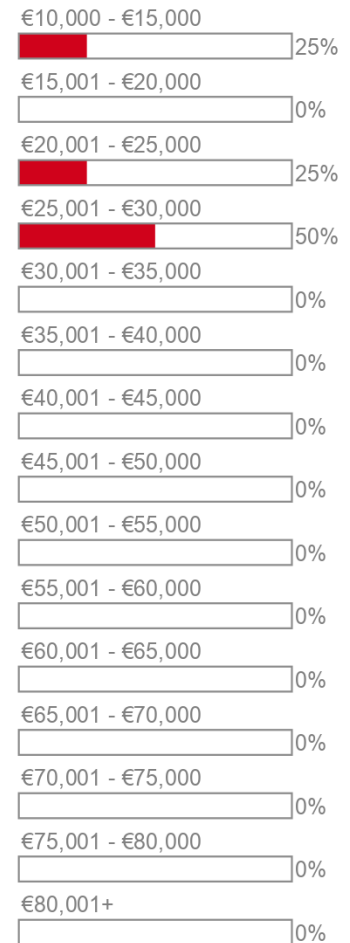 €10,000 - €15,000
25%
€15,001 - €20,000
0%
€20,001 - €25,000
25%
€25,001 - €30,000
50%
€30,001 - €35,000
0%
€35,001 - €40,000
0%
€40,001 - €45,000
0%
€45,001 - €50,000
0%
€50,001 - €55,000
0%
€55,001 - €60,000
0%
€60,001 - €65,000
0%
€65,001 - €70,000
0%
€70,001 - €75,000
0%
€75,001 - €80,000
0%
€80,001+
0%